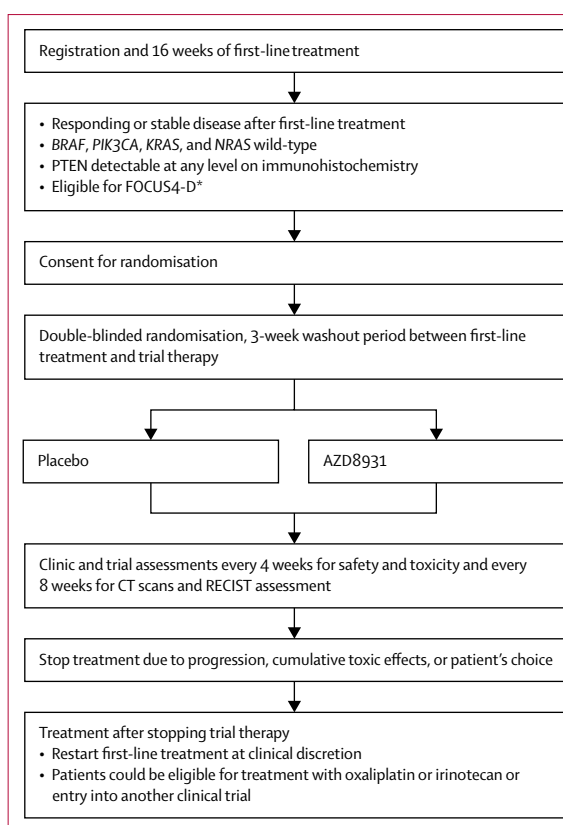 Registration and 16 weeks of first-line treatment
• Responding or stable disease after first-line treatment
• BRAF, PIK3CA, KRAS, and NRAS wild-type
• PTEN detectable at any level on immunohistochemistry
• Eligible for FOCUS4-D*
Consent for randomisation
Double-blinded randomisation, 3-week washout period between first-line
treatment and trial therapy
Placebo
AZD8931
Clinic and trial assessments every 4 weeks for safety and toxicity and every
8 weeks for CT scans and RECIST assessment
Stop treatment due to progression, cumulative toxic effects, or patient's choice
Treatment after stopping trial therapy
• Restart first-line treatment at clinical discretion
• Patients could be eligible for treatment with oxaliplatin or irinotecan or
entry into another clinical trial